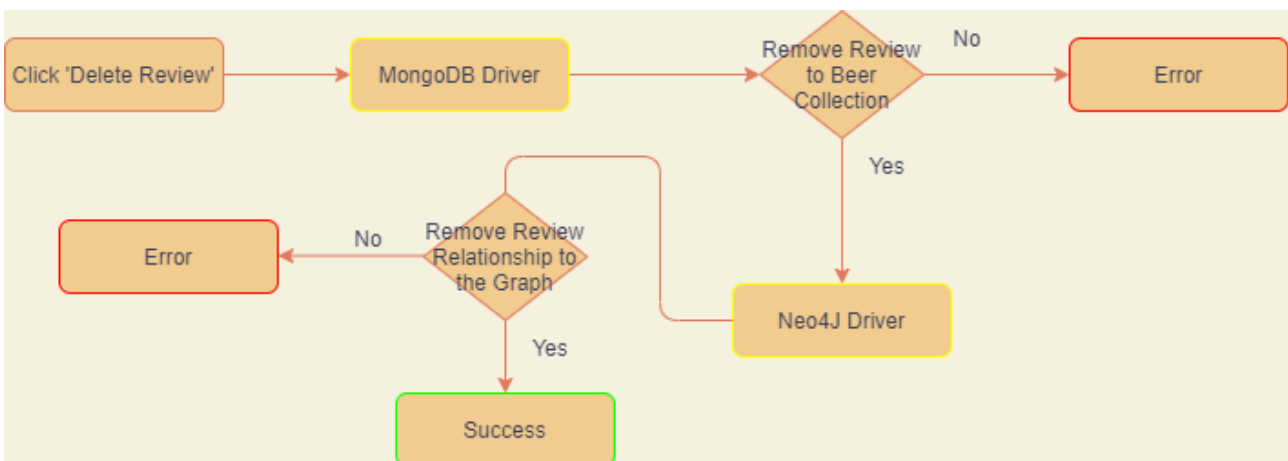 Click 'Delete Review'
MongoDB Driver
Remove Review
to Beer
Collection
No
Error
Yes
Neo4J Driver
Remove Review
Relationship to
the Graph
No
Error
Yes
Success